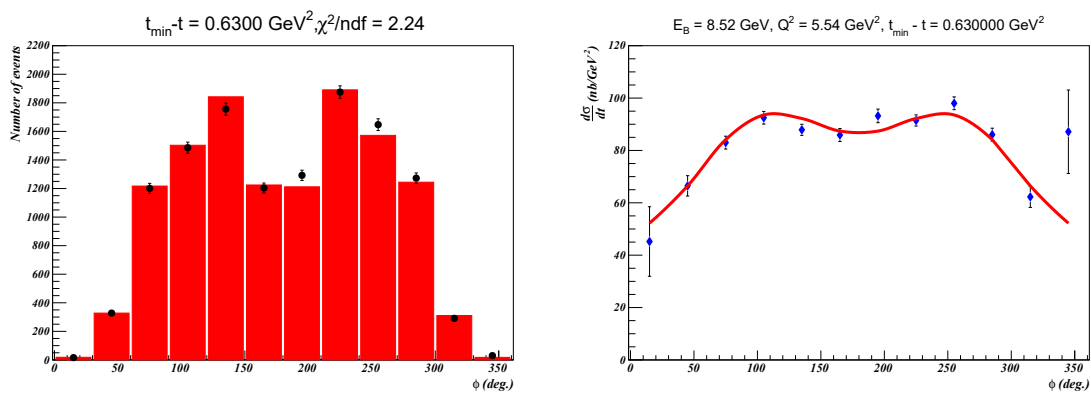 t_min-t = 0.6300 GeV²,χ²/ndf = 2.24
Number of events
2200
2000
1800
1600
1400
1200
1000
800
600
400
200
0
0 50 100 150 200 250 300 350
ϕ (deg.)
E_B = 8.52 GeV, Q² = 5.54 GeV², t_min - t = 0.630000 GeV²
dσ/dt (nb/GeV²)
120
100
80
60
40
20
0
0 50 100 150 200 250 300 350
ϕ (deg.)